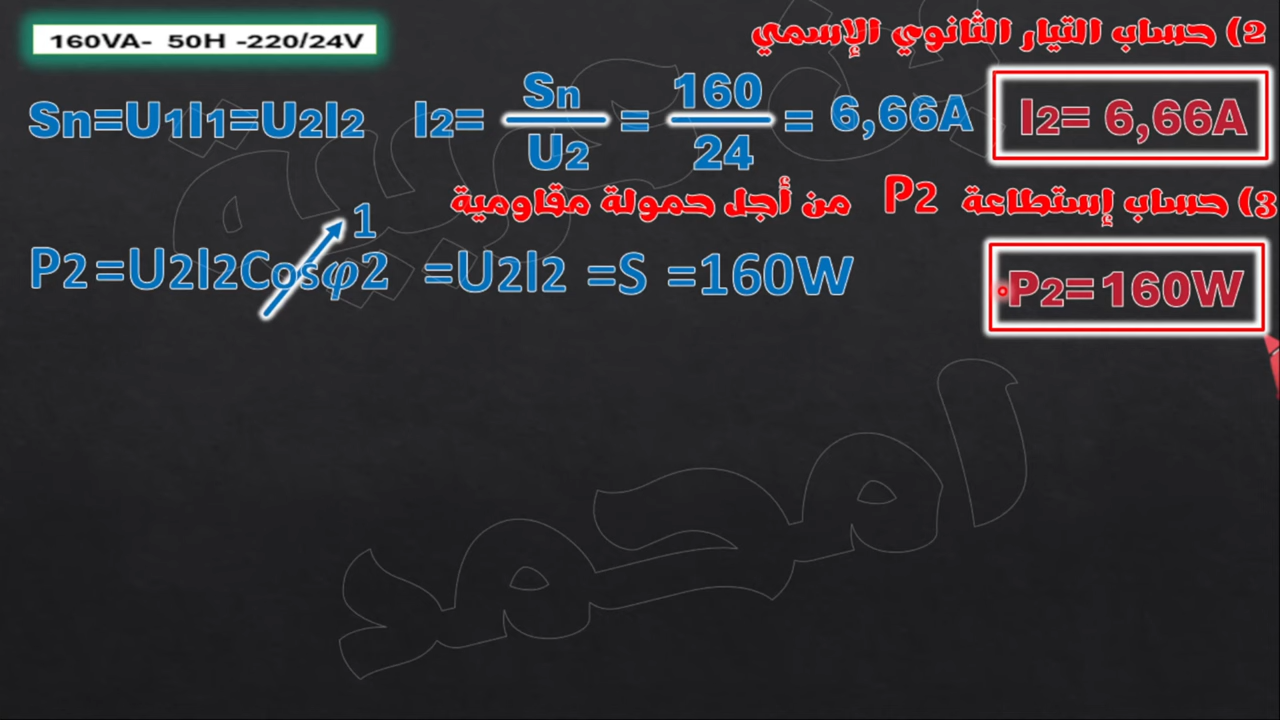 160VA- 50H -220/24V
2) حساب التيار الثانوي الإسمي
Sn=U1I1=U2I2 I2= Sn/U2 = 160/24 = 6,66A
I2= 6,66A
3) حساب إستطاعة P2 من أجل حمولة مقاومية
1
P2=U2I2Cosφ2 =U2I2 =S =160W
P2=160W
امحمد